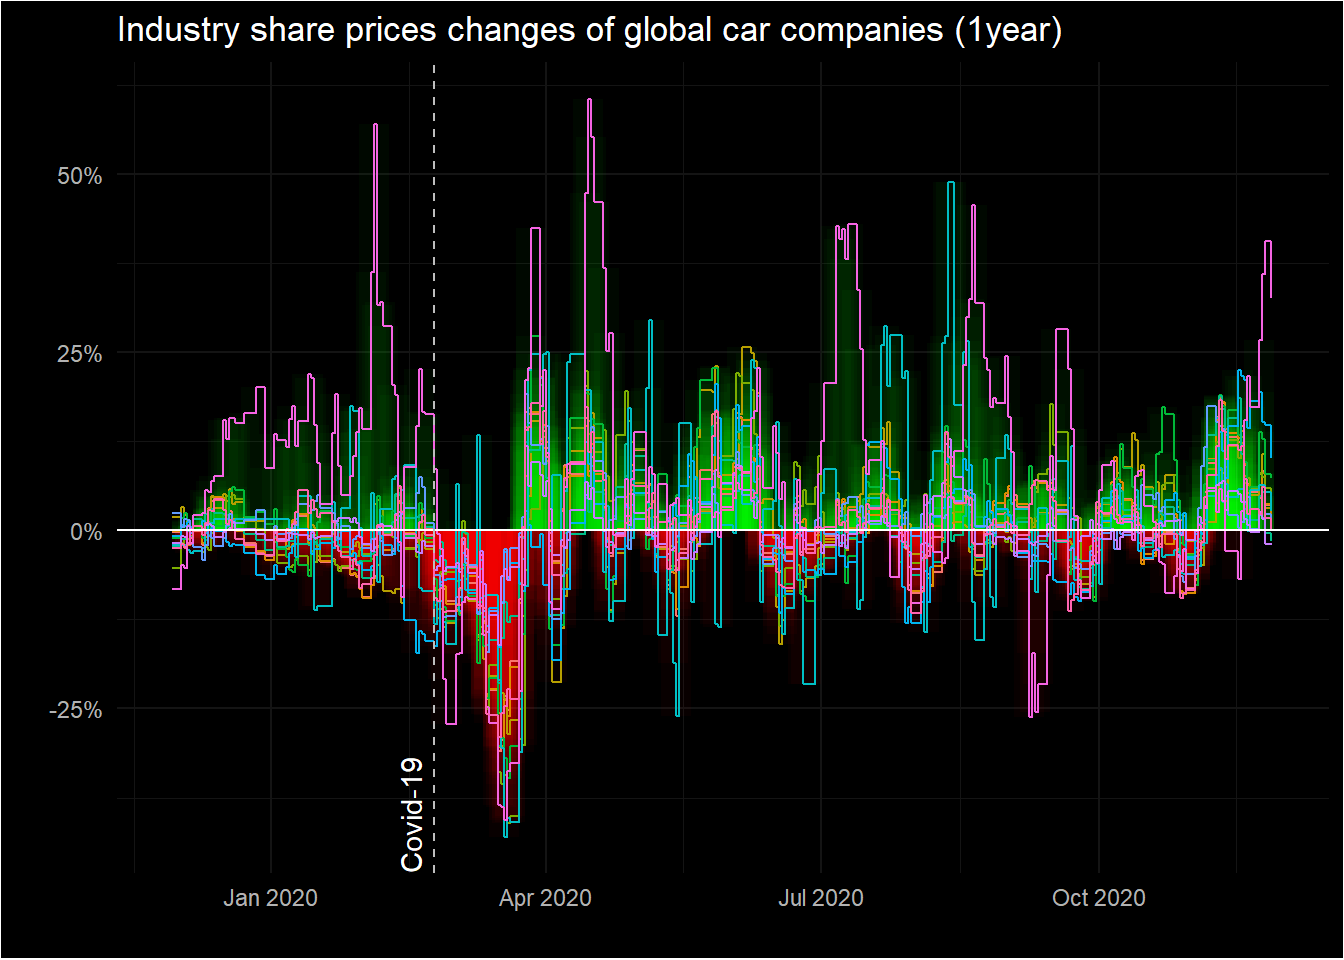 Industry share prices changes of global car companies (1year)
50%
25%
0%
-25%
Covid-19
Jan 2020
Apr 2020
Jul 2020
Oct 2020